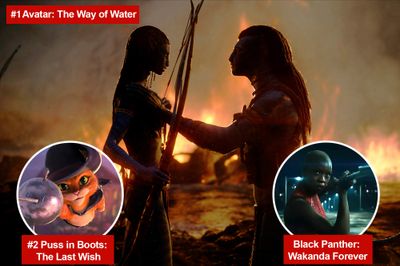 #1 Avatar: The Way of Water
#2 Puss in Boots:
The Last Wish
Black Panther:
Wakanda Forever